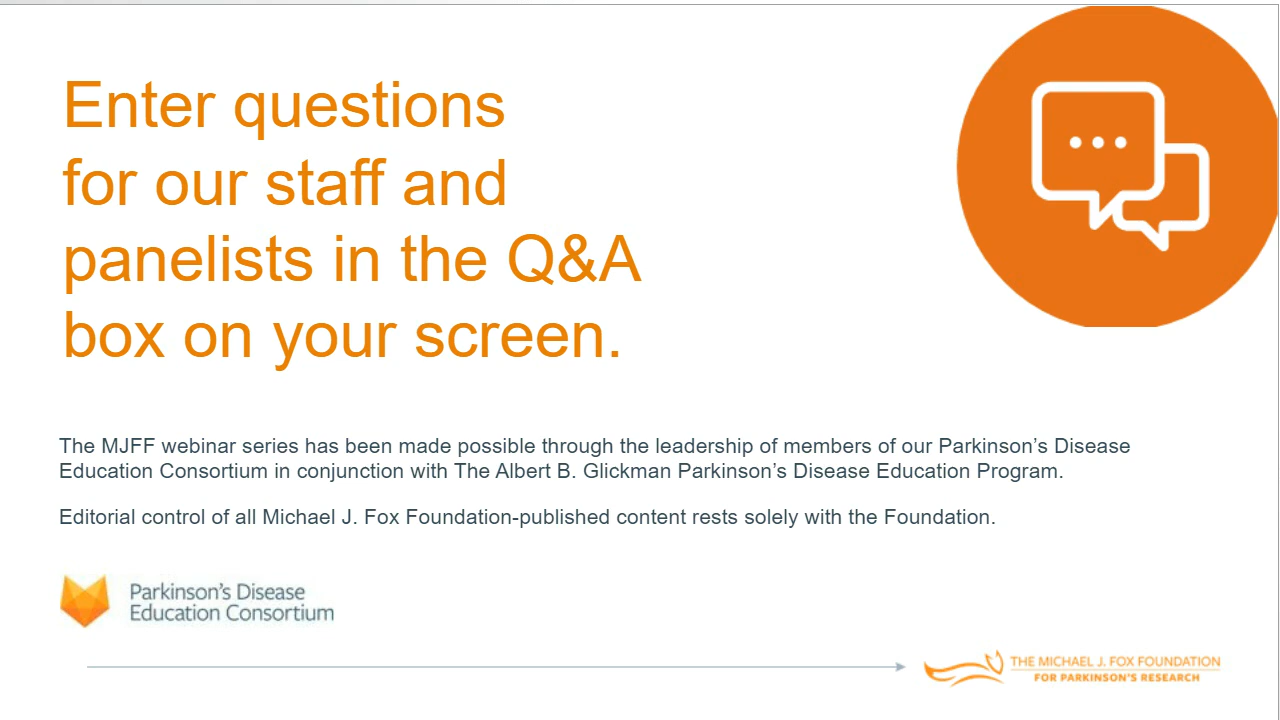 Enter questions
for our staff and
panelists in the Q&A
box on your screen.
The MJFF webinar series has been made possible through the leadership of members of our Parkinson’s Disease
Education Consortium in conjunction with The Albert B. Glickman Parkinson’s Disease Education Program.
Editorial control of all Michael J. Fox Foundation-published content rests solely with the Foundation.
Parkinson’s Disease
Education Consortium
THE MICHAEL J. FOX FOUNDATION
FOR PARKINSON’S RESEARCH